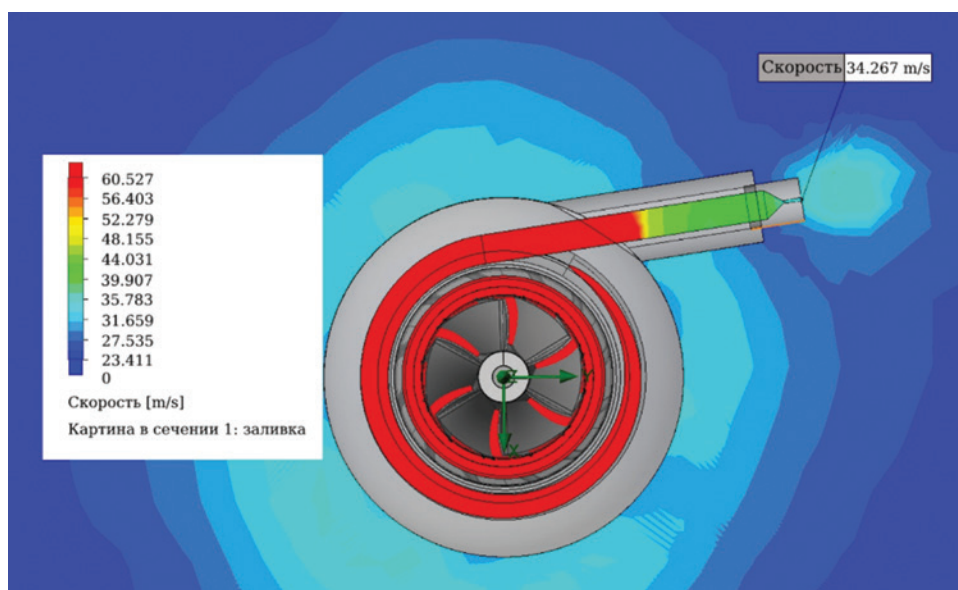 Скорость 34.267 m/s
60.527
56.403
52.279
48.155
44.031
39.907
35.783
31.659
27.535
23.411
0
Скорость [m/s]
Картина в сечении 1: заливка
Y
X